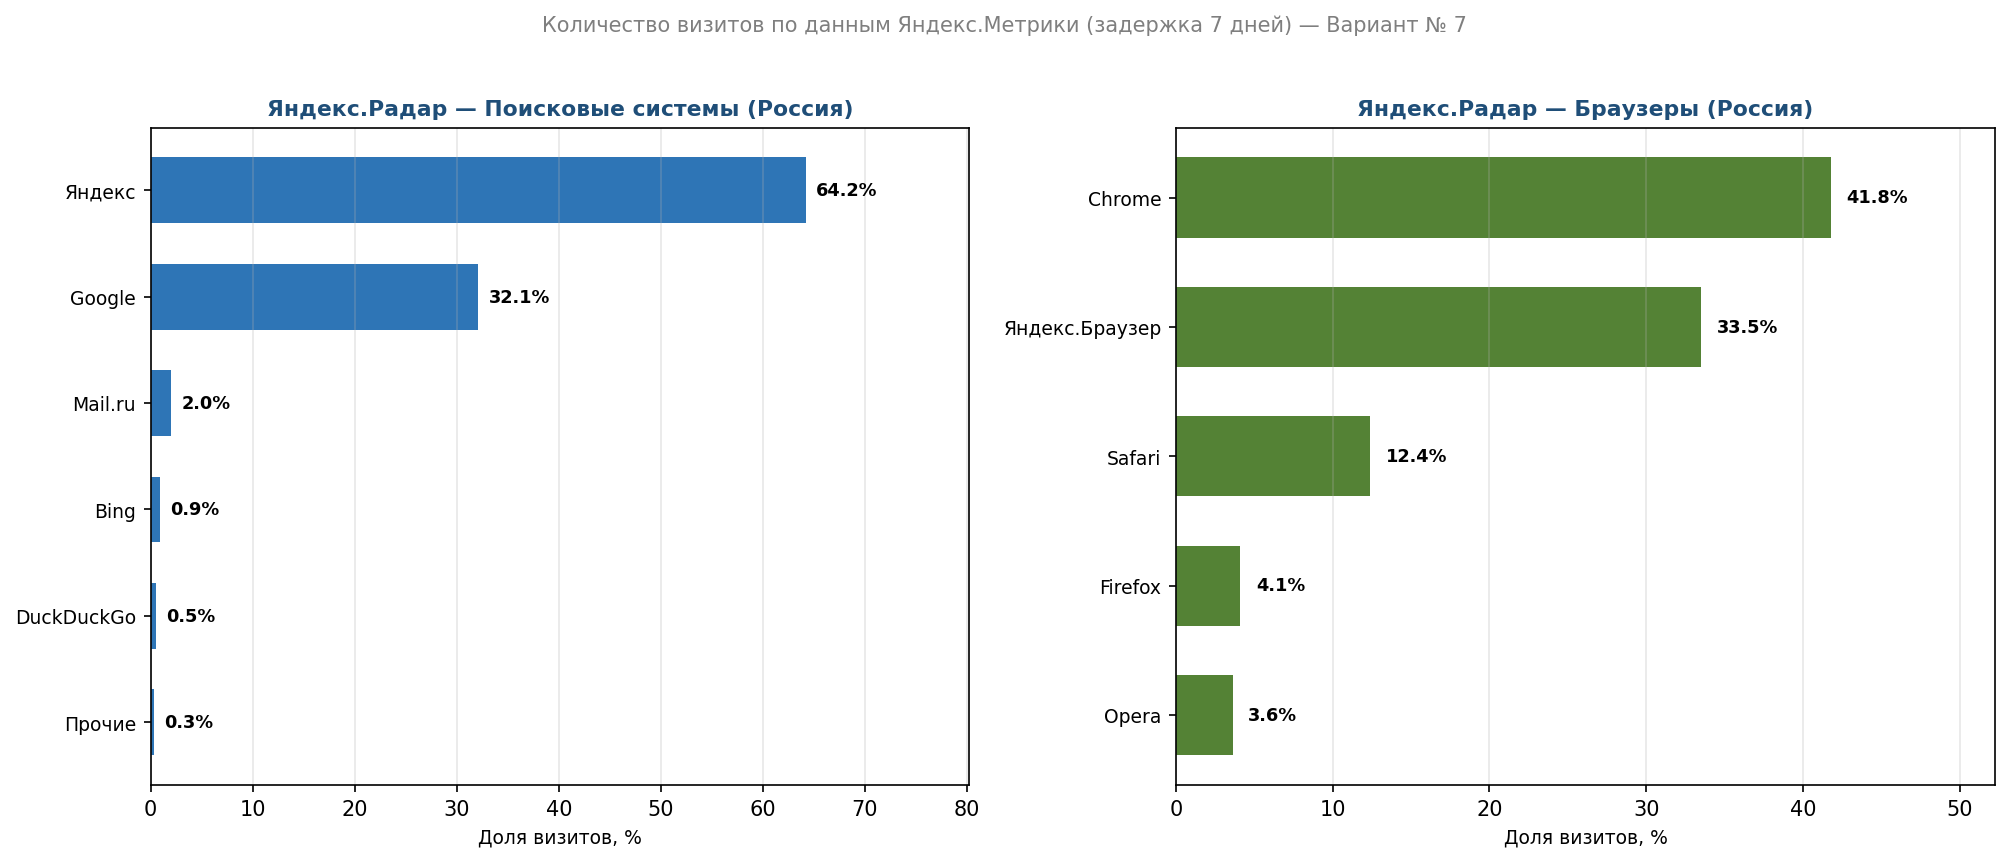 Количество визитов по данным Яндекс.Метрики (задержка 7 дней) — Вариант № 7
Яндекс.Радар — Поисковые системы (Россия)
Яндекс 64.2%
Google 32.1%
Mail.ru 2.0%
Bing 0.9%
DuckDuckGo 0.5%
Прочие 0.3%
0 10 20 30 40 50 60 70 80
Доля визитов, %
Яндекс.Радар — Браузеры (Россия)
Chrome 41.8%
Яндекс.Браузер 33.5%
Safari 12.4%
Firefox 4.1%
Opera 3.6%
0 10 20 30 40 50
Доля визитов, %